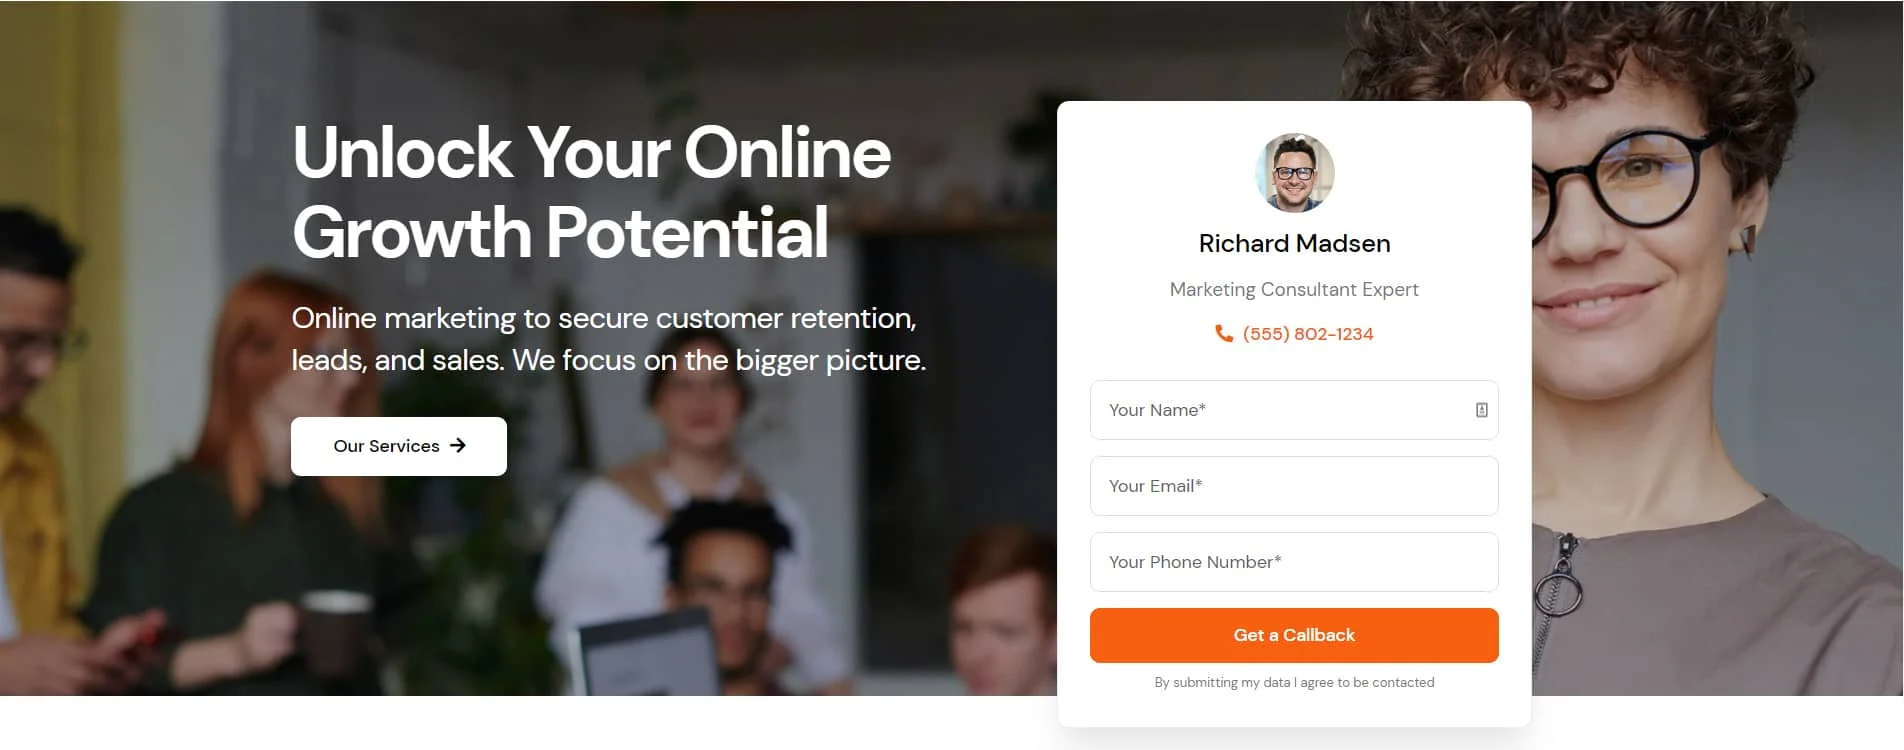 Unlock Your Online
Growth Potential
Online marketing to secure customer retention,
leads, and sales. We focus on the bigger picture.
Our Services
Richard Madsen
Marketing Consultant Expert
(555) 802-1234
Your Name*
Your Email*
Your Phone Number*
Get a Callback
By submitting my data I agree to be contacted